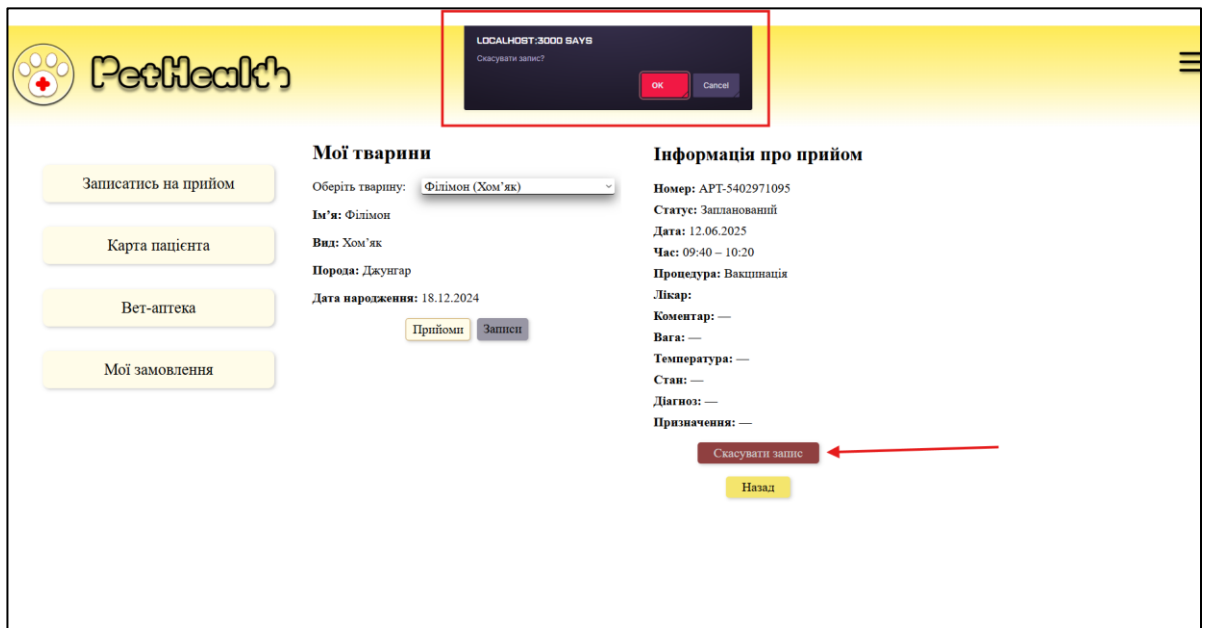 LOCALHOST:3000 SAYS
Скасувати запис?
OK
Cancel
PetHealth
Записатись на прийом
Карта пацієнта
Вет-аптека
Мої замовлення
Мої тварини
Оберіть тварину: Філімон (Хом’як)
Ім’я: Філімон
Вид: Хом’як
Порода: Джунгар
Дата народження: 18.12.2024
Прийоми
Записи
Інформація про прийом
Номер: APT-5402971095
Статус: Запланований
Дата: 12.06.2025
Час: 09:40 – 10:20
Процедура: Вакцинація
Лікар:
Коментар: —
Вага: —
Температура: —
Стан: —
Діагноз: —
Призначення: —
Скасувати запис
Назад